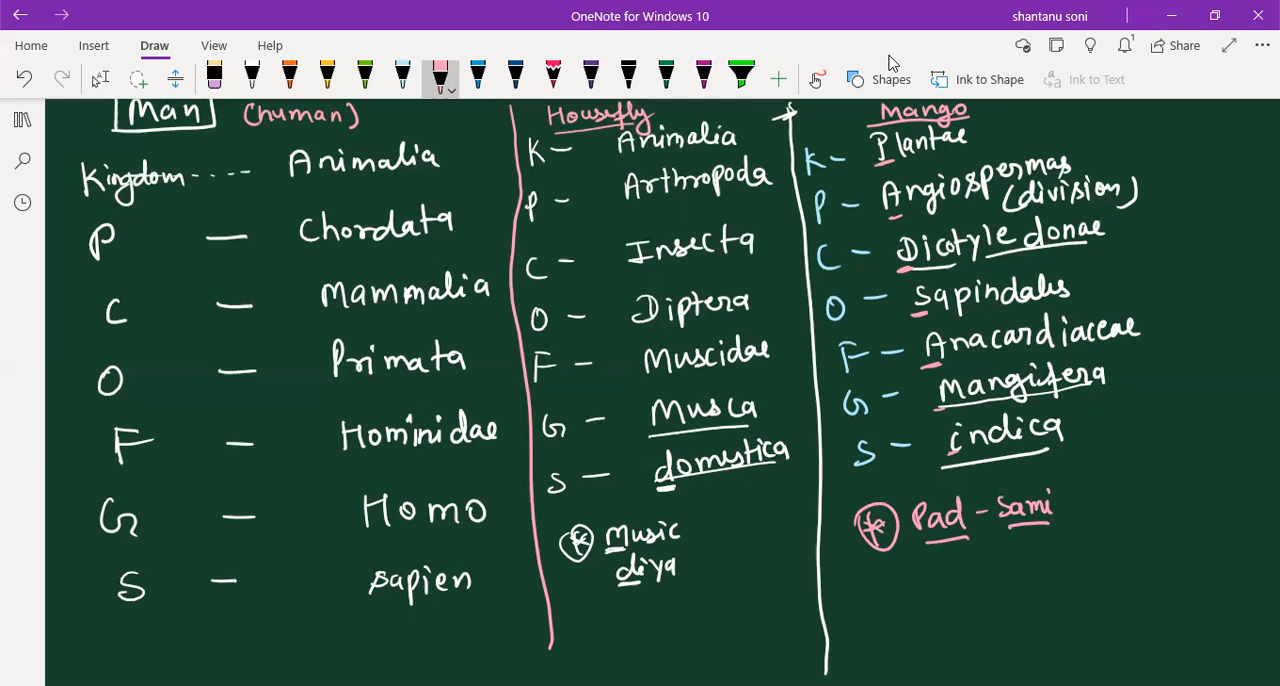 OneNote for Windows 10
shantanu soni
Home Insert Draw View Help
Share
Shapes
Ink to Shape
Ink to Text
Man (human)
Kingdom .... Animalia
P — Chordata
C — Mammalia
O — Primata
F — Hominidae
G — Homo
S — sapien
Housefly
K — Animalia
P - Arthropoda
C - Insecta
O - Diptera
F - Muscidae
G - Musca
S - domestica
* Music
diya
Mango
K - Plantae
P - Angiospermas
(division)
C - Dicotyledonae
O - Sapindales
F - Anacardiaceae
G - Mangifera
S - indica
* Pad - Sami